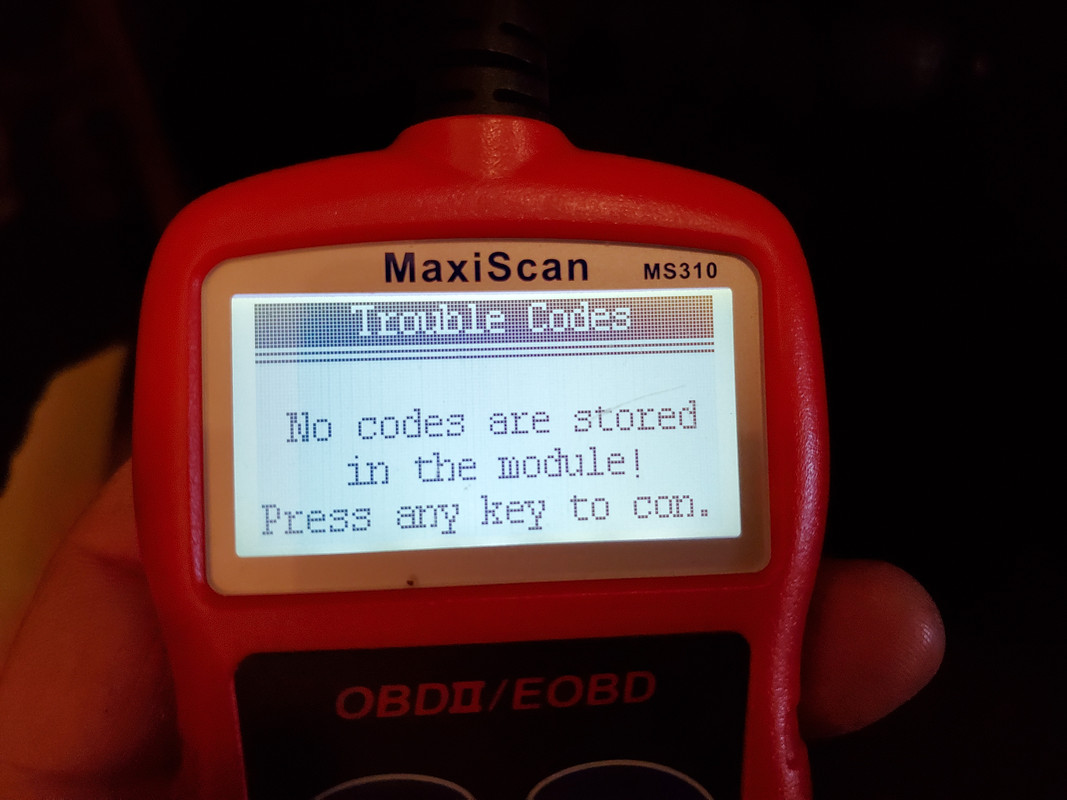 MaxiScan MS310
Trouble Codes
No codes are stored
in the module!
Press any key to con.
OBDII/EOBD